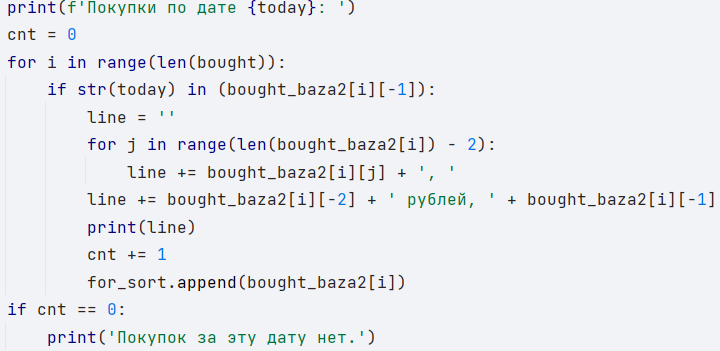 print(f'Покупки по дате {today}: ')
cnt = 0
for i in range(len(bought)):
    if str(today) in (bought_baza2[i][-1]):
        line = ''
        for j in range(len(bought_baza2[i]) - 2):
            line += bought_baza2[i][j] + ', '
        line += bought_baza2[i][-2] + ' рублей, ' + bought_baza2[i][-1]
        print(line)
        cnt += 1
        for_sort.append(bought_baza2[i])
if cnt == 0:
    print('Покупок за эту дату нет.')